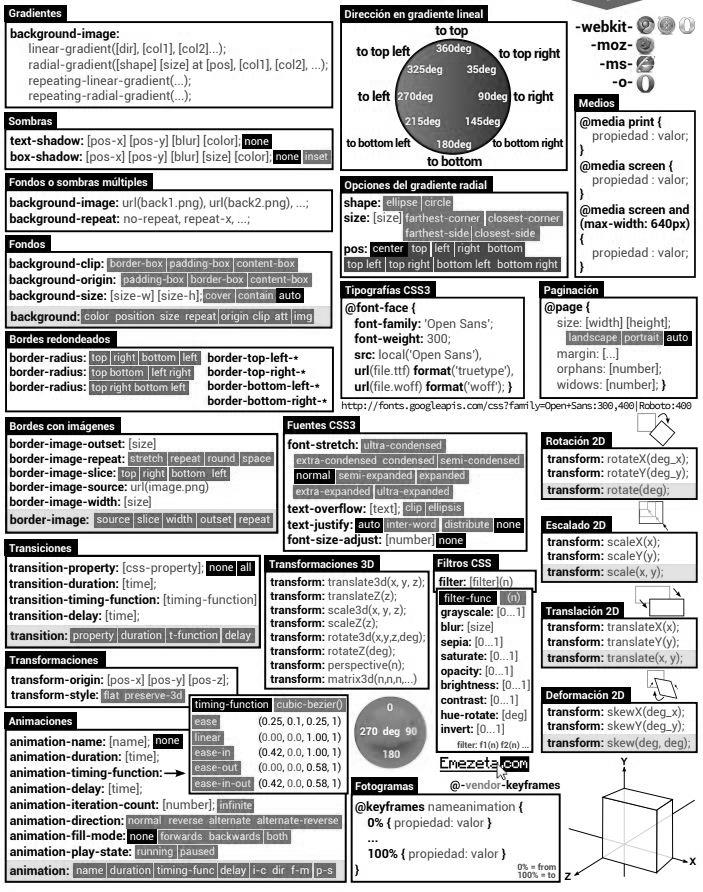 Gradientes
background-image:
linear-gradient([dir], [col1], [col2]...);
radial-gradient([shape] [size] at [pos], [col1], [col2], ...);
repeating-linear-gradient(...);
repeating-radial-gradient(...);
Sombras
text-shadow: [pos-x] [pos-y] [blur] [color]; none
box-shadow: [pos-x] [pos-y] [blur] [size] [color]; none inset
Fondos o sombras múltiples
background-image: url(back1.png), url(back2.png), ...;
background-repeat: no-repeat, repeat-x, ...;
Fondos
background-clip: border-box padding-box content-box
background-origin: padding-box border-box content-box
background-size: [size-w] [size-h]; cover contain auto
background: color position size repeat origin clip att img
Bordes redondeados
border-radius: top right bottom left border-top-left-*
border-radius: top bottom left right border-top-right-*
border-radius: top right bottom left border-bottom-left-*
border-bottom-right-*
Dirección en gradiente lineal
to top
to top left 360deg to top right
325deg 35deg
to left 270deg 90deg to right
215deg 145deg
to bottom left 180deg to bottom right
to bottom
Opciones del gradiente radial
shape: ellipse circle
size: [size] farthest-corner closest-corner
farthest-side closest-side
pos: center top left right bottom
top left top right bottom left bottom right
-webkit-
-moz-
-ms-
-o-
Medios
@media print {
propiedad : valor;
}
@media screen {
propiedad : valor;
}
@media screen and
(max-width: 640px)
{
propiedad : valor;
}
Tipografías CSS3
@font-face {
font-family: 'Open Sans';
font-weight: 300;
src: local('Open Sans'),
url(file.ttf) format('truetype'),
url(file.woff) format('woff'); }
Paginación
@page {
size: [width] [height];
landscape portrait auto
margin: [...]
orphans: [number];
widows: [number]; }
http://fonts.googleapis.com/css?family=Open+Sans:300,400|Roboto:400
Bordes con imágenes
border-image-outset: [size]
border-image-repeat: stretch repeat round space
border-image-slice: top right bottom left
border-image-source: url(image.png)
border-image-width: [size]
border-image: source slice width outset repeat
Fuentes CSS3
font-stretch: ultra-condensed
extra-condensed condensed semi-condensed
normal semi-expanded expanded
extra-expanded ultra-expanded
text-overflow: [text]; clip ellipsis
text-justify: auto inter-word distribute none
font-size-adjust: [number] none
Rotación 2D
transform: rotateX(deg_x);
transform: rotateY(deg_y);
transform: rotate(deg);
Escalado 2D
transform: scaleX(x);
transform: scaleY(y);
transform: scale(x, y);
Translación 2D
transform: translateX(x);
transform: translateY(y);
transform: translate(x, y);
Deformación 2D
transform: skewX(deg_x);
transform: skewY(deg_y);
transform: skew(deg, deg);
Transiciones
transition-property: [css-property]; none all
transition-duration: [time];
transition-timing-function: [timing-function]
transition-delay: [time];
transition: property duration t-function delay
Transformaciones
transform-origin: [pos-x] [pos-y] [pos-z];
transform-style: flat preserve-3d
Transformaciones 3D
transform: translate3d(x, y, z);
transform: translateZ(z);
transform: scale3d(x, y, z);
transform: scaleZ(z);
transform: rotate3d(x,y,z,deg);
transform: rotateZ(deg);
transform: perspective(n);
transform: matrix3d(n,n,n,...)
Filtros CSS
filter: [filter](n)
filter-func (n)
grayscale: [0...1]
blur: [size]
sepia: [0...1]
saturate: [0...1]
opacity: [0...1]
brightness: [0...1]
contrast: [0...1]
hue-rotate: [deg]
invert: [0...1]
filter: f1(n) f2(n) ...
Animaciones
animation-name: [name]; none
animation-duration: [time];
animation-timing-function:
animation-delay: [time];
animation-iteration-count: [number]; infinite
animation-direction: normal reverse alternate alternate-reverse
animation-fill-mode: none forwards backwards both
animation-play-state: running paused
animation: name duration timing-func delay i-c dir f-m p-s
timing-function cubic-bezier()
ease (0.25, 0.1, 0.25, 1)
linear (0.00, 0.0, 1.00, 1)
ease-in (0.42, 0.0, 1.00, 1)
ease-out (0.00, 0.0, 0.58, 1)
ease-in-out (0.42, 0.0, 0.58, 1)
0
270 deg 90
180
Emezeta.com
@-vendor-keyframes
Fotogramas
@keyframes nameanimation {
0% { propiedad: valor }
...
100% { propiedad: valor }
}
0% = from
100% = to
Y
X
Z